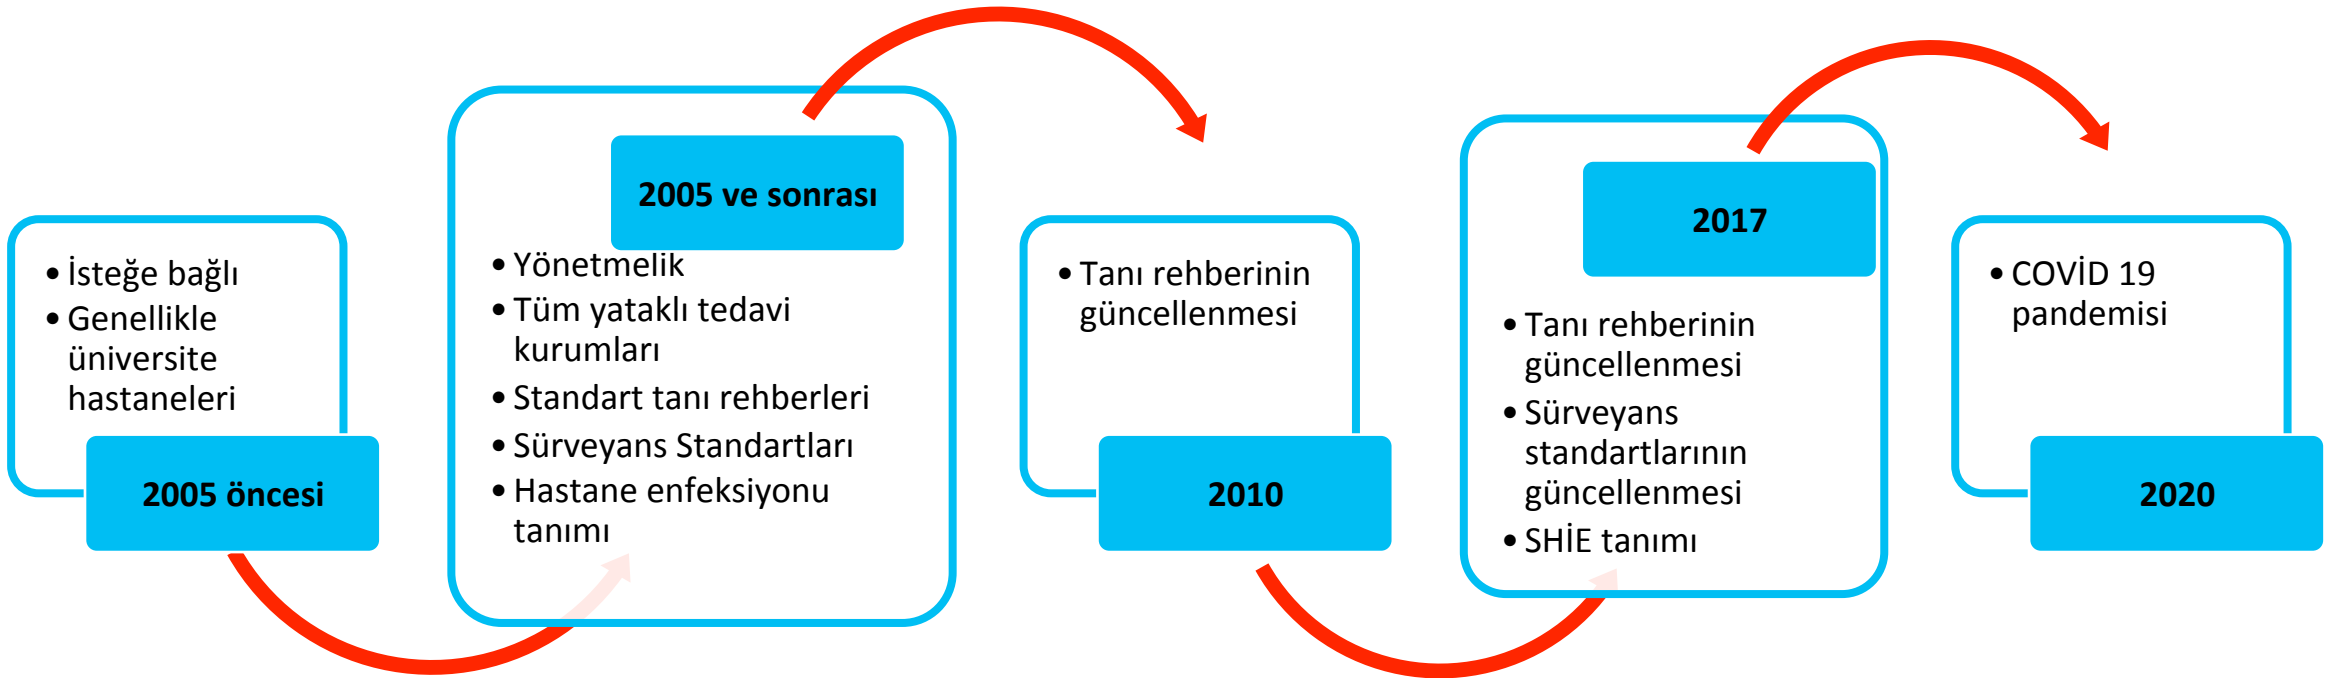 • İsteğe bağlı
• Genellikle
üniversite
hastaneleri
2005 öncesi
2005 ve sonrası
• Yönetmelik
• Tüm yataklı tedavi
kurumları
• Standart tanı rehberleri
• Sürveyans Standartları
• Hastane enfeksiyonu
tanımı
• Tanı rehberinin
güncellenmesi
2010
2017
• Tanı rehberinin
güncellenmesi
• Sürveyans
standartlarının
güncellenmesi
• SHİE tanımı
• COVİD 19
pandemisi
2020